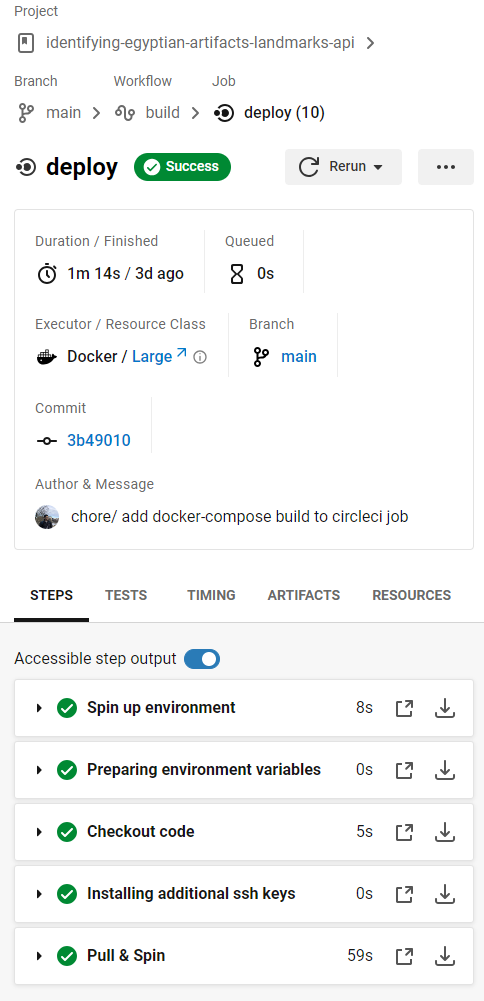 Project
identifying-egyptian-artifacts-landmarks-api
Branch Workflow Job
main build deploy (10)
deploy Success Rerun
Duration / Finished Queued
1m 14s / 3d ago 0s
Executor / Resource Class Branch
Docker / Large main
Commit
3b49010
Author & Message
chore/ add docker-compose build to circleci job
STEPS TESTS TIMING ARTIFACTS RESOURCES
Accessible step output
Spin up environment 8s
Preparing environment variables 0s
Checkout code 5s
Installing additional ssh keys 0s
Pull & Spin 59s